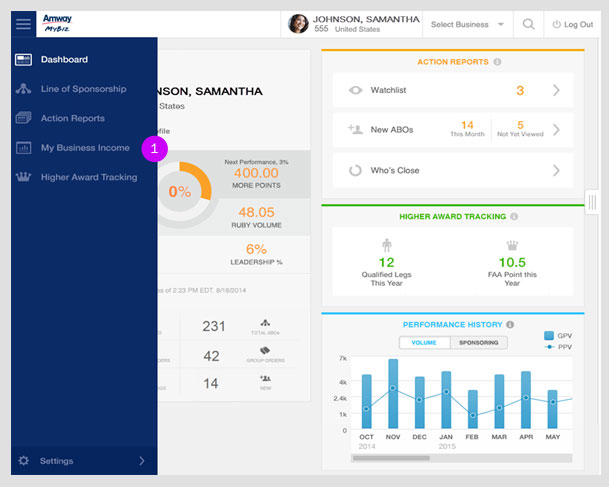 Amway
MyBiz
JOHNSON, SAMANTHA
555 United States
Select Business
Log Out
Dashboard
Line of Sponsorship
Action Reports
My Business Income
1
Higher Award Tracking
Settings
NSON, SAMANTHA
States
ofile
Next Performance, 3%
400.00
MORE POINTS
0%
48.05
RUBY VOLUME
6%
LEADERSHIP %
as of 2:23 PM EDT. 8/18/2014
231
TOTAL ABOs
42
GROUP ORDERS
14
NEW
ACTION REPORTS
Watchlist 3
New ABOs
14
This Month
5
Not Yet Viewed
Who's Close
HIGHER AWARD TRACKING
12
Qualified Legs
This Year
10.5
FAA Point this
Year
PERFORMANCE HISTORY
VOLUME SPONSORING
GPV
PPV
7k
4k
2.4k
1k
0
OCT NOV DEC JAN FEB MAR APR MAY
2014 2015